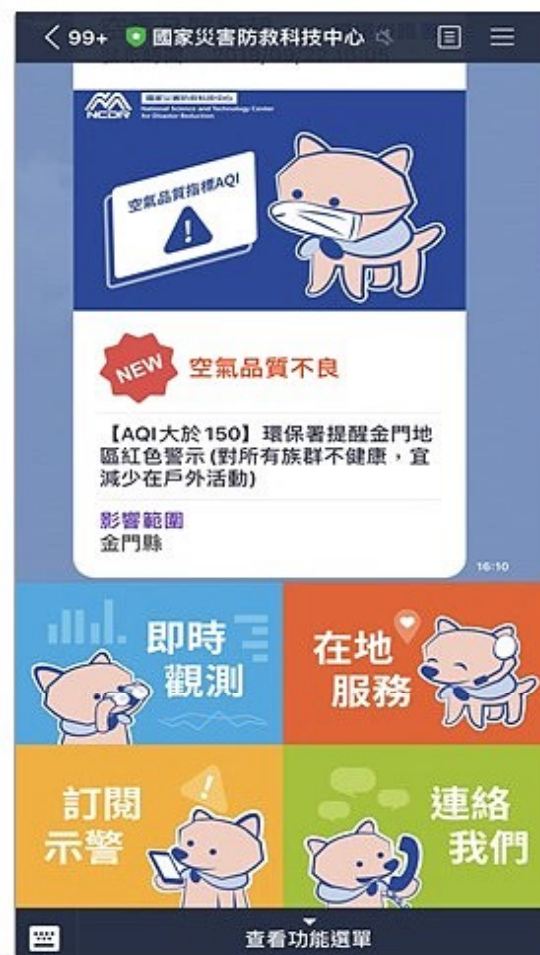 99+ 國家災害防救科技中心
NCDR
國家災害防救科技中心
National Science and Technology Center
for Disaster Reduction
空氣品質指標AQI
NEW
空氣品質不良
【AQI大於150】環保署提醒金門地
區紅色警示(對所有族群不健康，宜
減少在戶外活動)
影響範圍
金門縣
16:10
即時
觀測
在地
服務
訂閱
示警
連絡
我們
查看功能選單